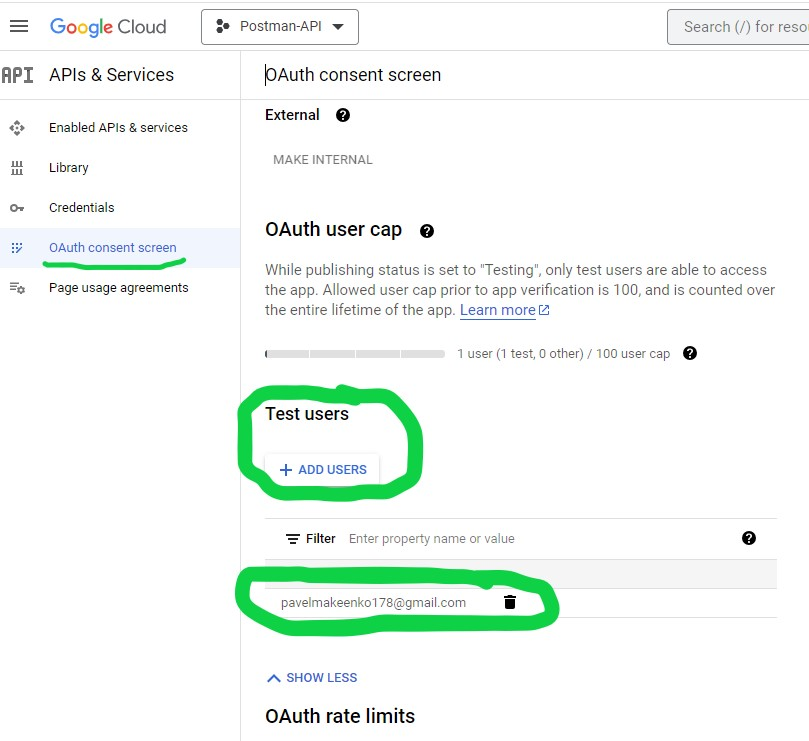 Google Cloud
Postman-API
Search (/) for resou
API APIs & Services
OAuth consent screen
Enabled APIs & services
Library
Credentials
OAuth consent screen
Page usage agreements
External
MAKE INTERNAL
OAuth user cap
While publishing status is set to "Testing", only test users are able to access
the app. Allowed user cap prior to app verification is 100, and is counted over
the entire lifetime of the app. Learn more
1 user (1 test, 0 other) / 100 user cap
Test users
+ ADD USERS
Filter Enter property name or value
pavelmakeenko178@gmail.com
SHOW LESS
OAuth rate limits